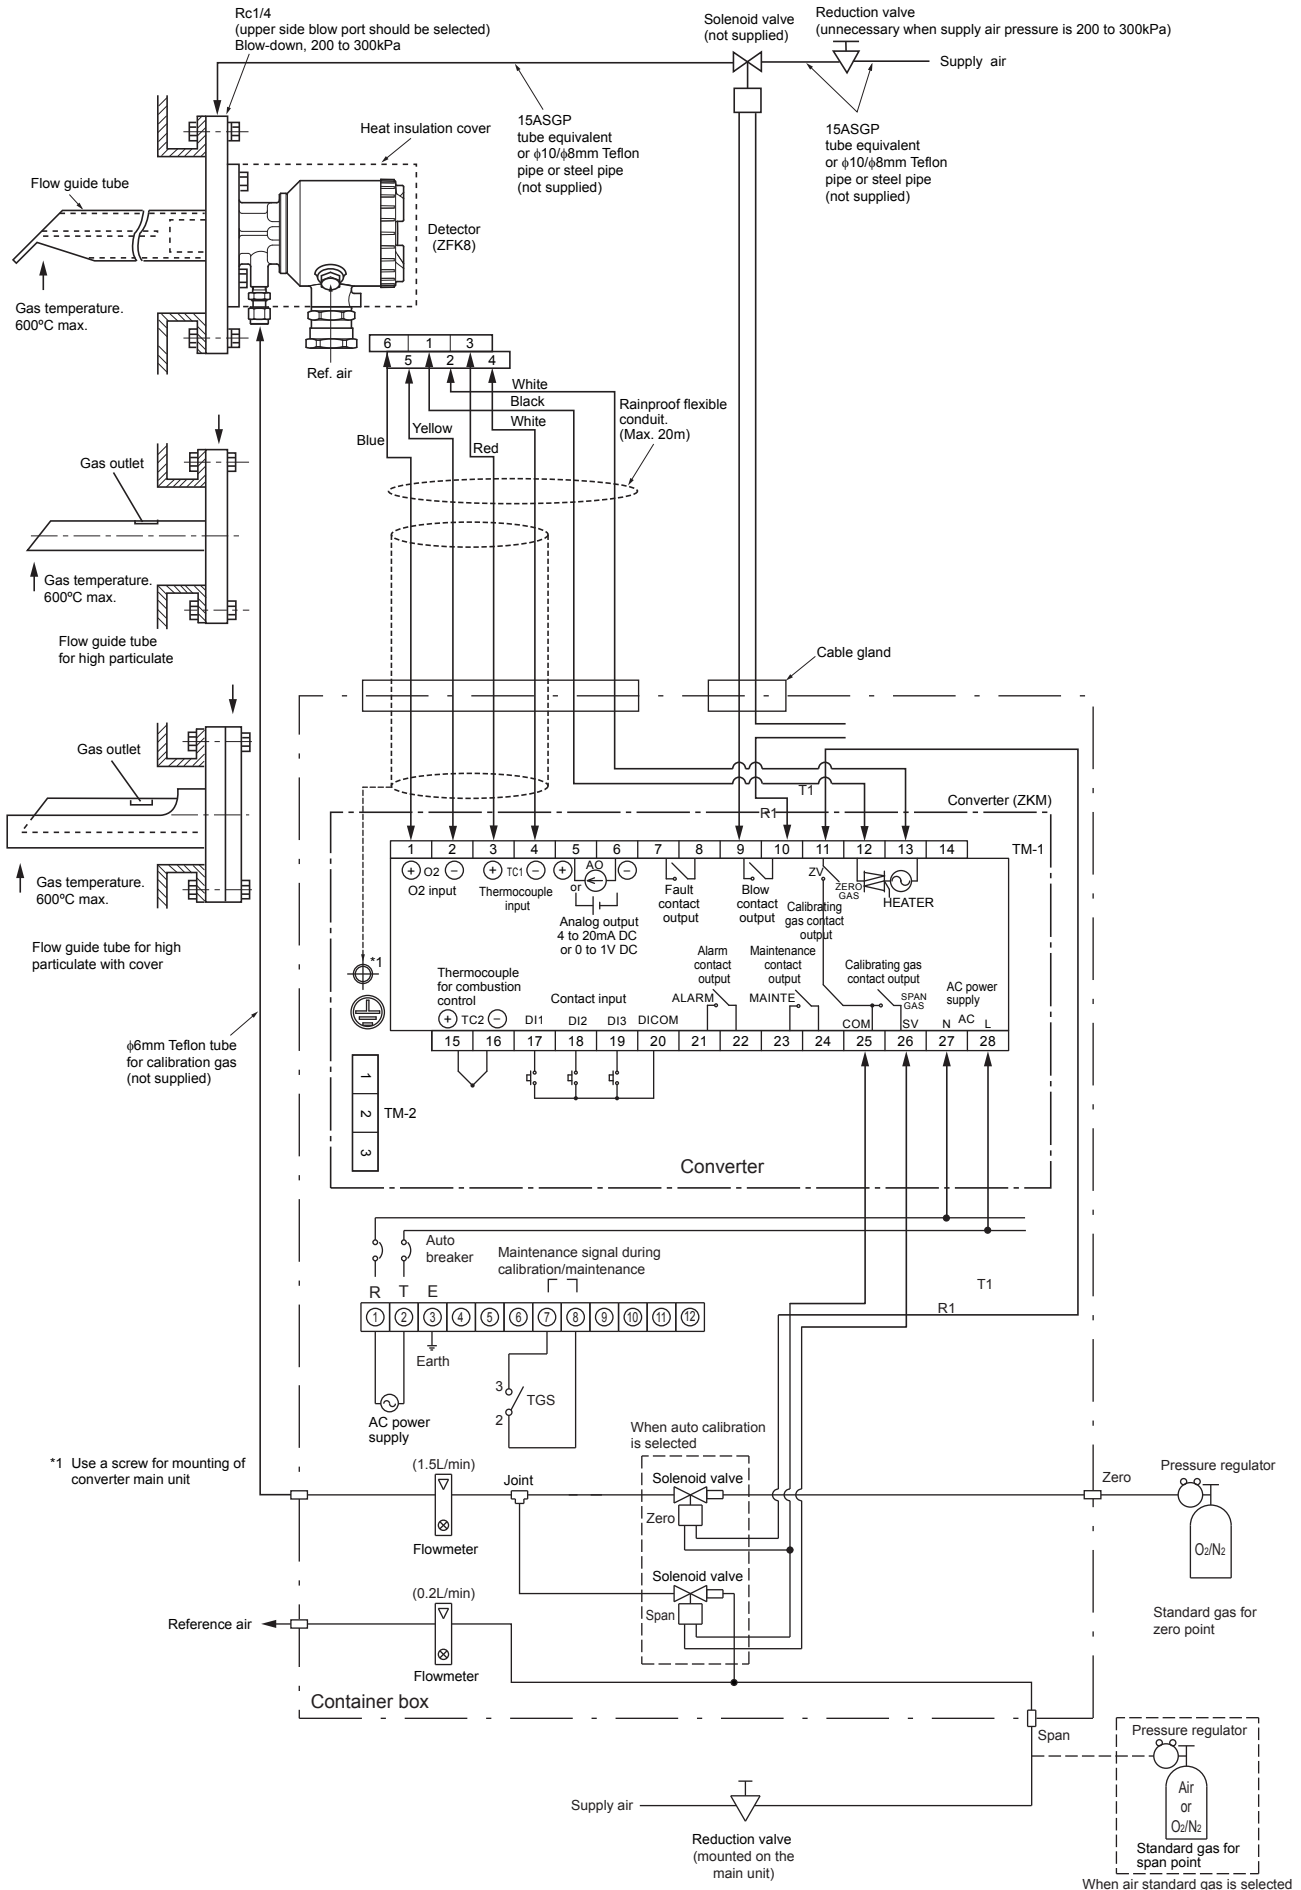 Rc1/4
(upper side blow port should be selected)
Blow-down, 200 to 300kPa
Solenoid valve
(not supplied)
Reduction valve
(unnecessary when supply air pressure is 200 to 300kPa)
Supply air
15ASGP
tube equivalent
or ϕ10/ϕ8mm Teflon
pipe or steel pipe
(not supplied)
15ASGP
tube equivalent
or ϕ10/ϕ8mm Teflon
pipe or steel pipe
(not supplied)
Heat insulation cover
Flow guide tube
Detector
(ZFK8)
Gas temperature.
600ºC max.
Ref. air
6 1 3
5 2 4
White
Black
White
Blue
Yellow
Red
Rainproof flexible
conduit.
(Max. 20m)
Gas outlet
Gas temperature.
600ºC max.
Flow guide tube
for high particulate
Cable gland
Gas outlet
Gas temperature.
600ºC max.
Flow guide tube for high
particulate with cover
T1
R1
Converter (ZKM)
1 2 3 4 5 6 7 8 9 10 11 12 13 14
TM-1
+ O2 −
O2 input
+ TC1 −
Thermocouple
input
+ AO −
or
Analog output
4 to 20mA DC
or 0 to 1V DC
Fault
contact
output
Blow
contact
output
ZV
ZERO
GAS
Calibrating
gas contact
output
HEATER
*1
Thermocouple
for combustion
control
+ TC2 −
Contact input
DI1 DI2 DI3 DICOM
Alarm
contact
output
ALARM
Maintenance
contact
output
MAINTE
Calibrating gas
contact output
SPAN
GAS
COM SV
AC power
supply
N AC L
15 16 17 18 19 20 21 22 23 24 25 26 27 28
ϕ6mm Teflon tube
for calibration gas
(not supplied)
1
2
3
TM-2
Converter
Auto
breaker
Maintenance signal during
calibration/maintenance
R T E
1 2 3 4 5 6 7 8 9 10 11 12
T1
R1
Earth
3
2
TGS
AC power
supply
When auto calibration
is selected
*1 Use a screw for mounting of
converter main unit
(1.5L/min)
Flowmeter
Joint
Solenoid valve
Zero
Zero
Pressure regulator
O2/N2
Standard gas for
zero point
Solenoid valve
Span
(0.2L/min)
Flowmeter
Reference air
Container box
Span
Pressure regulator
Air
or
O2/N2
Standard gas for
span point
When air standard gas is selected
Supply air
Reduction valve
(mounted on the
main unit)